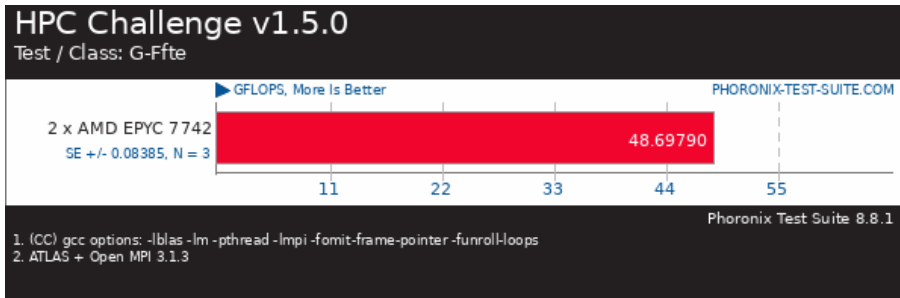 HPC Challenge v1.5.0
Test / Class: G-Ffte
GFLOPS, More Is Better
PHORONIX-TEST-SUITE.COM
2 x AMD EPYC 7742
SE +/- 0.08385, N = 3
48.69790
11 22 33 44 55
Phoronix Test Suite 8.8.1
1. (CC) gcc options: -lblas -lm -pthread -lmpi -fomit-frame-pointer -funroll-loops
2. ATLAS + Open MPI 3.1.3